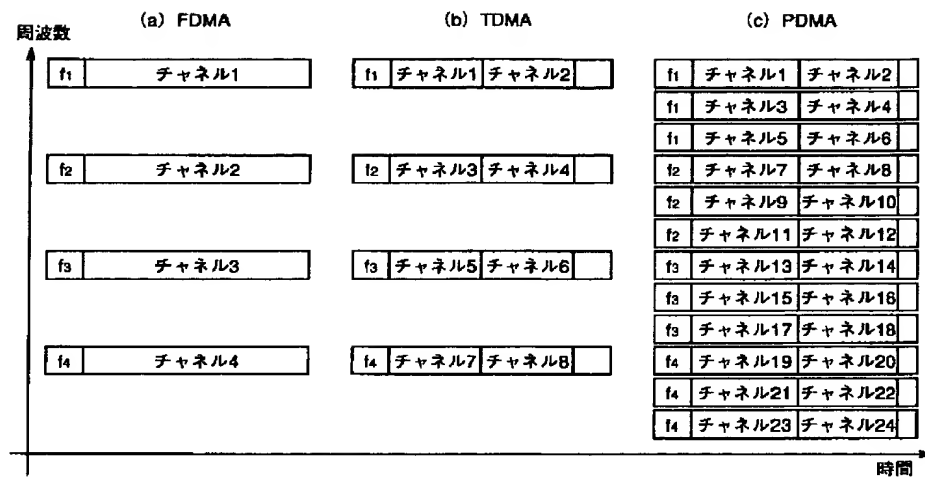 (a) FDMA
(b) TDMA
(c) PDMA
周波数
f1 チャネル1
f2 チャネル2
f3 チャネル3
f4 チャネル4
f1 チャネル1 チャネル2
f2 チャネル3 チャネル4
f3 チャネル5 チャネル6
f4 チャネル7 チャネル8
f1 チャネル1 チャネル2
f1 チャネル3 チャネル4
f1 チャネル5 チャネル6
f2 チャネル7 チャネル8
f2 チャネル9 チャネル10
f2 チャネル11 チャネル12
f3 チャネル13 チャネル14
f3 チャネル15 チャネル16
f3 チャネル17 チャネル18
f4 チャネル19 チャネル20
f4 チャネル21 チャネル22
f4 チャネル23 チャネル24
時間